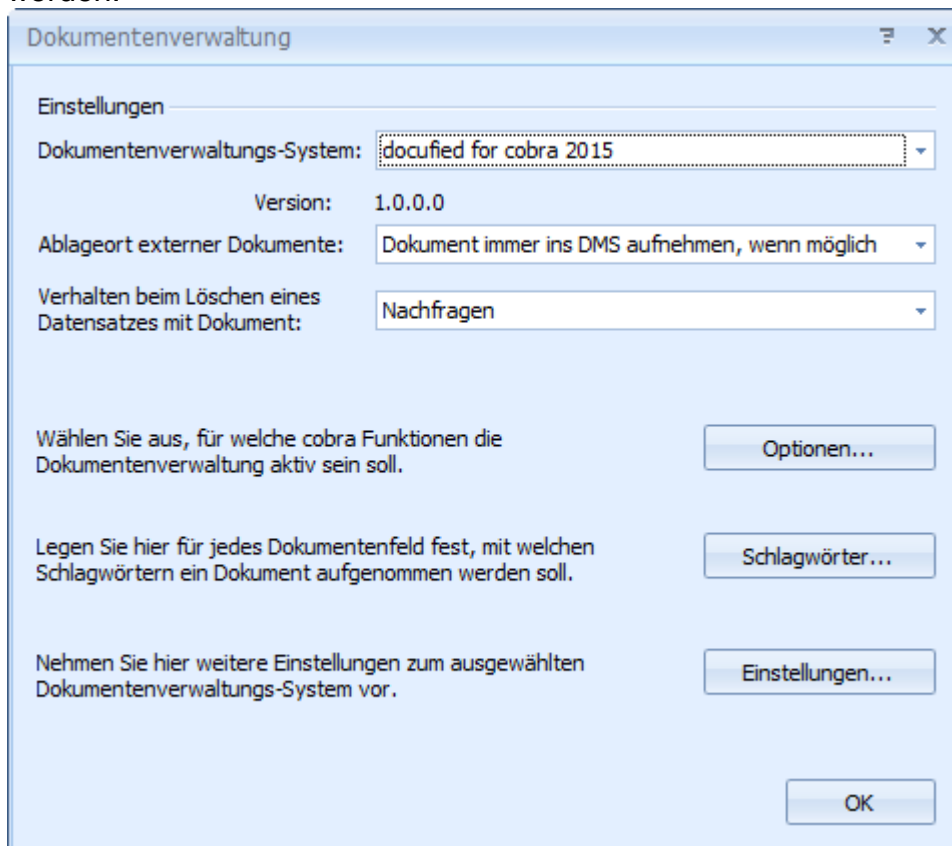 Dokumentenverwaltung
Einstellungen
Dokumentenverwaltungs-System: docufied for cobra 2015
Version: 1.0.0.0
Ablageort externer Dokumente: Dokument immer ins DMS aufnehmen, wenn möglich
Verhalten beim Löschen eines
Datensatzes mit Dokument: Nachfragen
Wählen Sie aus, für welche cobra Funktionen die
Dokumentenverwaltung aktiv sein soll.
Optionen...
Legen Sie hier für jedes Dokumentenfeld fest, mit welchen
Schlagwörtern ein Dokument aufgenommen werden soll.
Schlagwörter...
Nehmen Sie hier weitere Einstellungen zum ausgewählten
Dokumentenverwaltungs-System vor.
Einstellungen...
OK